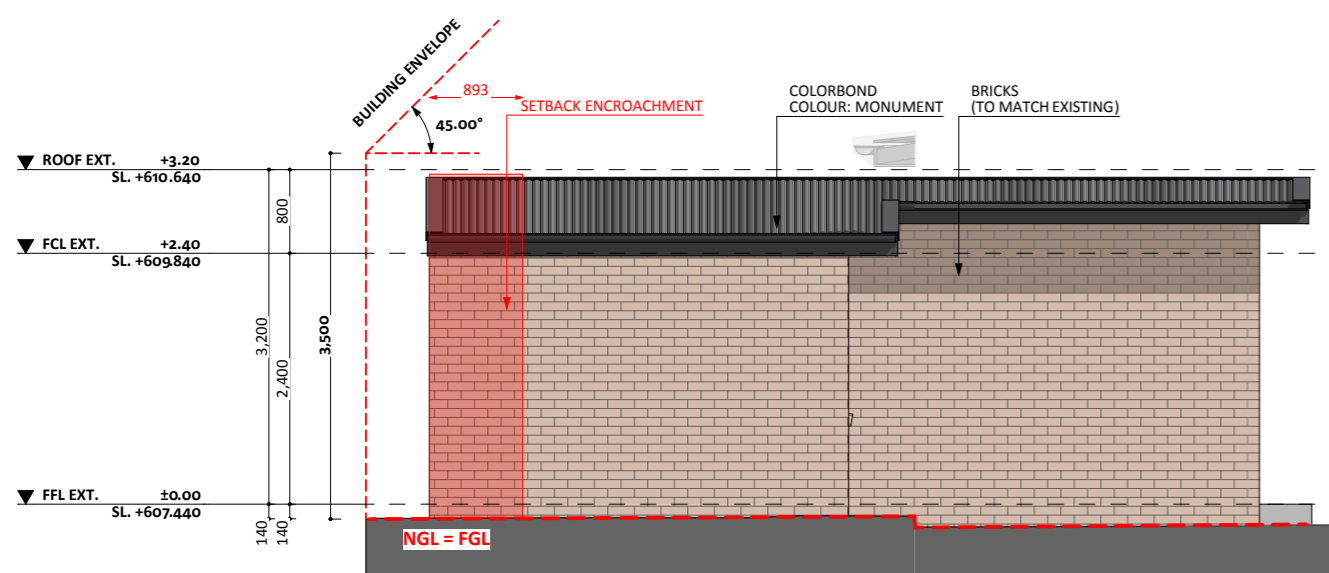 BUILDING ENVELOPE
893
SETBACK ENCROACHMENT
45.00°
COLORBOND
COLOUR: MONUMENT
BRICKS
(TO MATCH EXISTING)
ROOF EXT. +3.20
SL. +610.640
800
FCL EXT. +2.40
SL. +609.840
3,200
2,400
3,500
FFL EXT. ±0.00
SL. +607.440
140
140
NGL = FGL